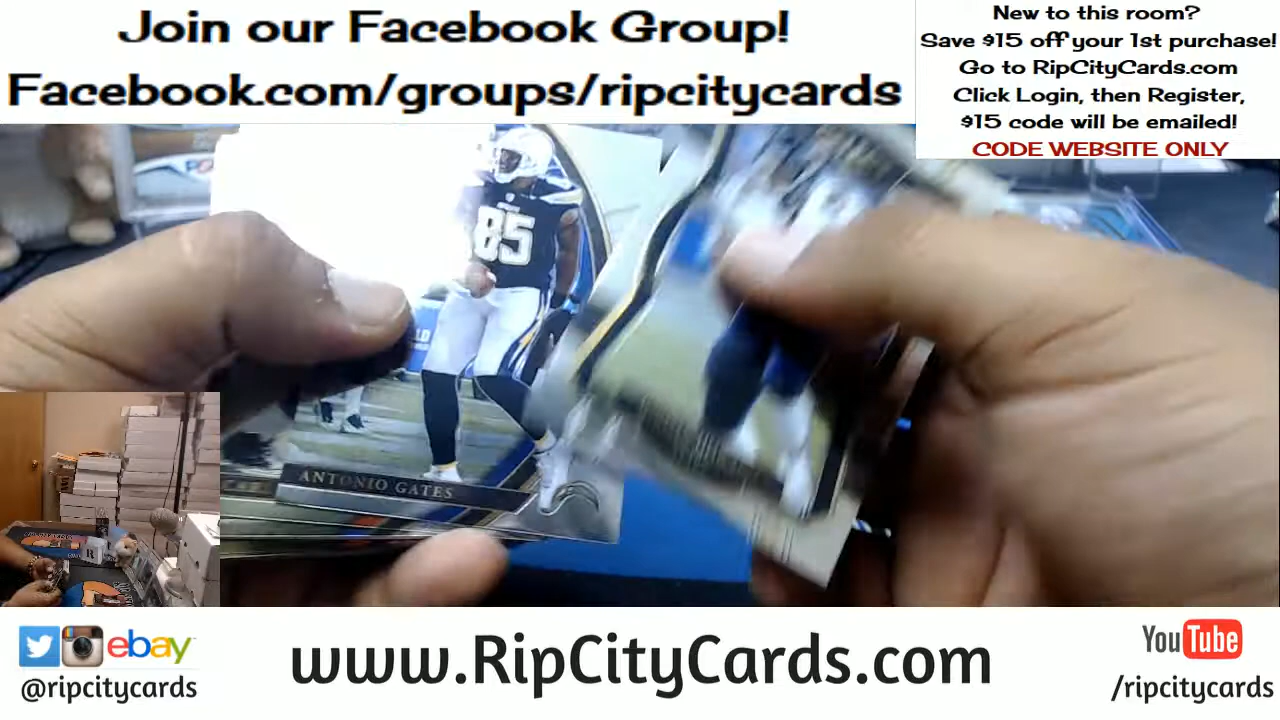 Join our Facebook Group!
Facebook.com/groups/ripcitycards
New to this room?
Save $15 off your 1st purchase!
Go to RipCityCards.com
Click Login, then Register,
$15 code will be emailed!
CODE WEBSITE ONLY
85
ANTONIO GATES
R
ebay
@ripcitycards
www.RipCityCards.com
YouTube
/ripcitycards